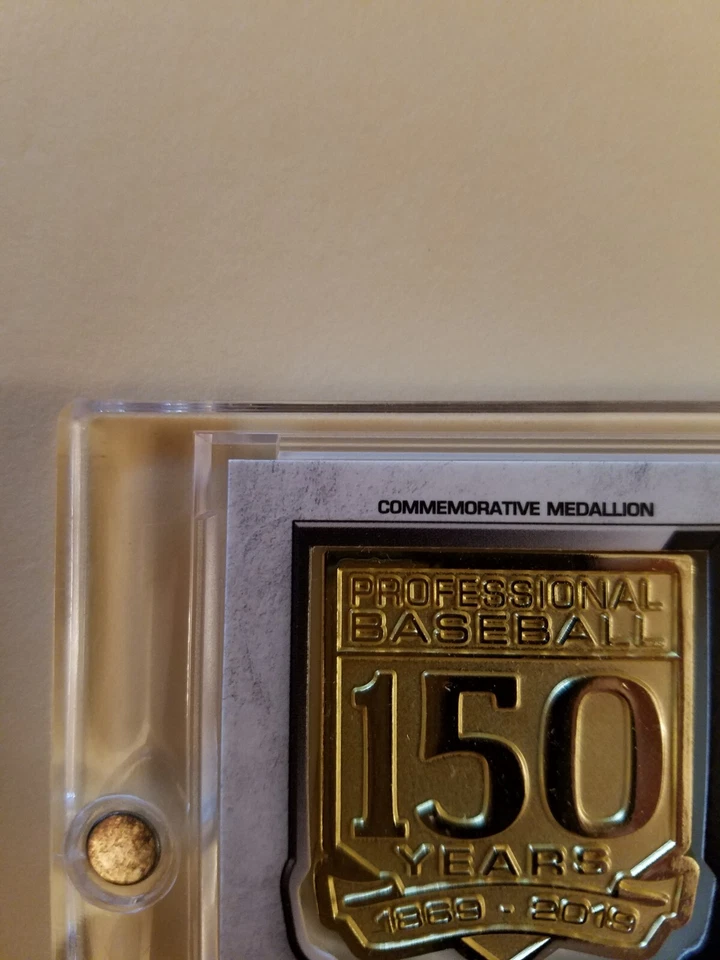 COMMEMORATIVE MEDALLION
PROFESSIONAL
BASEBALL
150
YEARS
1869 - 2019